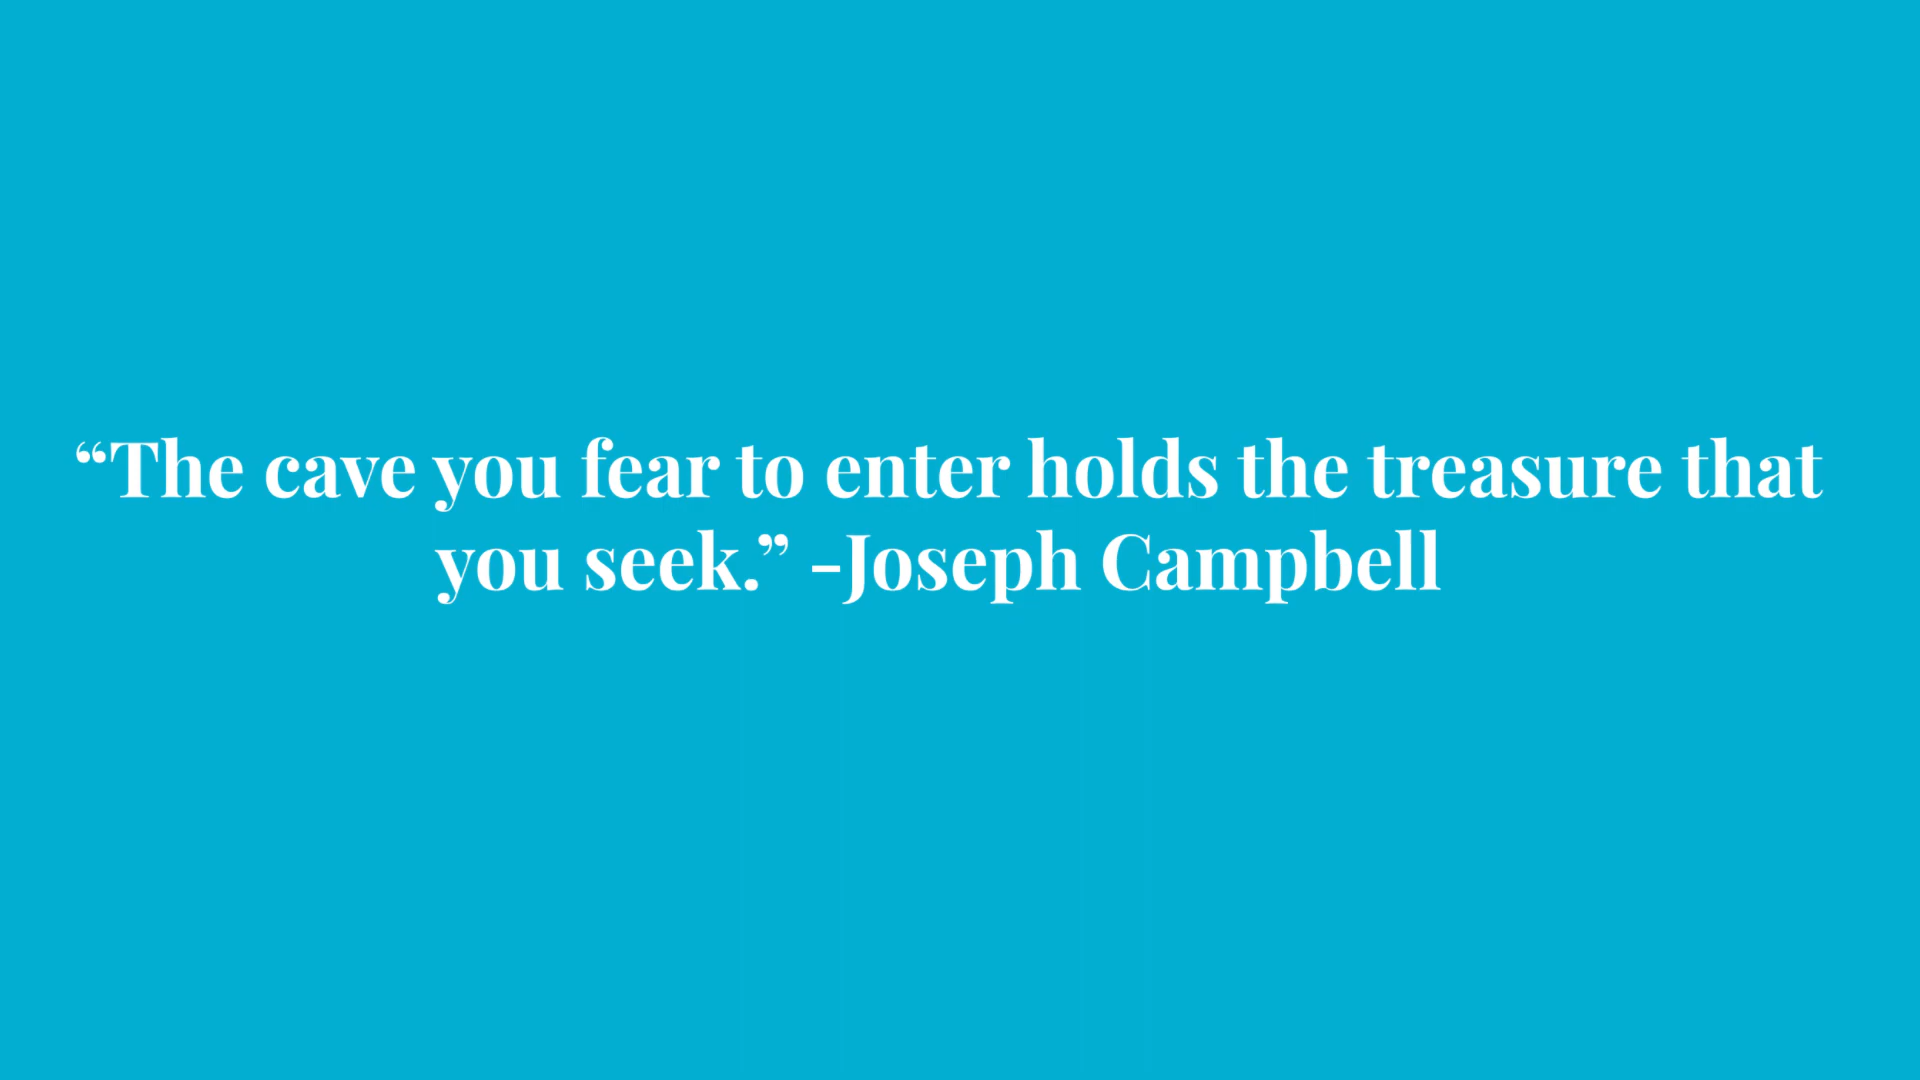 “The cave you fear to enter holds the treasure that
you seek.” -Joseph Campbell